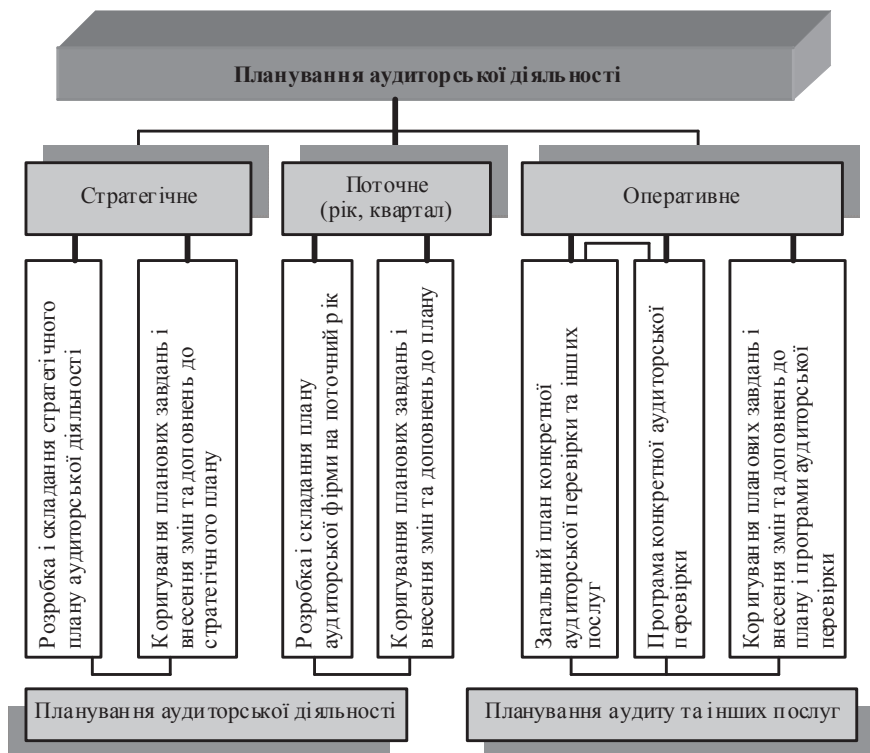 Планування аудиторської діяльності
Стратегічне
Поточне
(рік, квартал)
Оперативне
Розробка і складання стратегічного
плану аудиторської діяльності
Коригування планових завдань і
внесення змін та доповнень до
стратегічного плану
Розробка і складання плану
аудиторської фірми на поточний рік
Коригування планових завдань і
внесення змін та доповнень до плану
Загальний план конкретної
аудиторської перевірки та інших
послуг
Програма конкретної аудиторської
перевірки
Коригування планових завдань і
внесення змін та доповнень до
плану і програми аудиторської
перевірки
Планування аудиторської діяльності
Планування аудиту та інших послуг